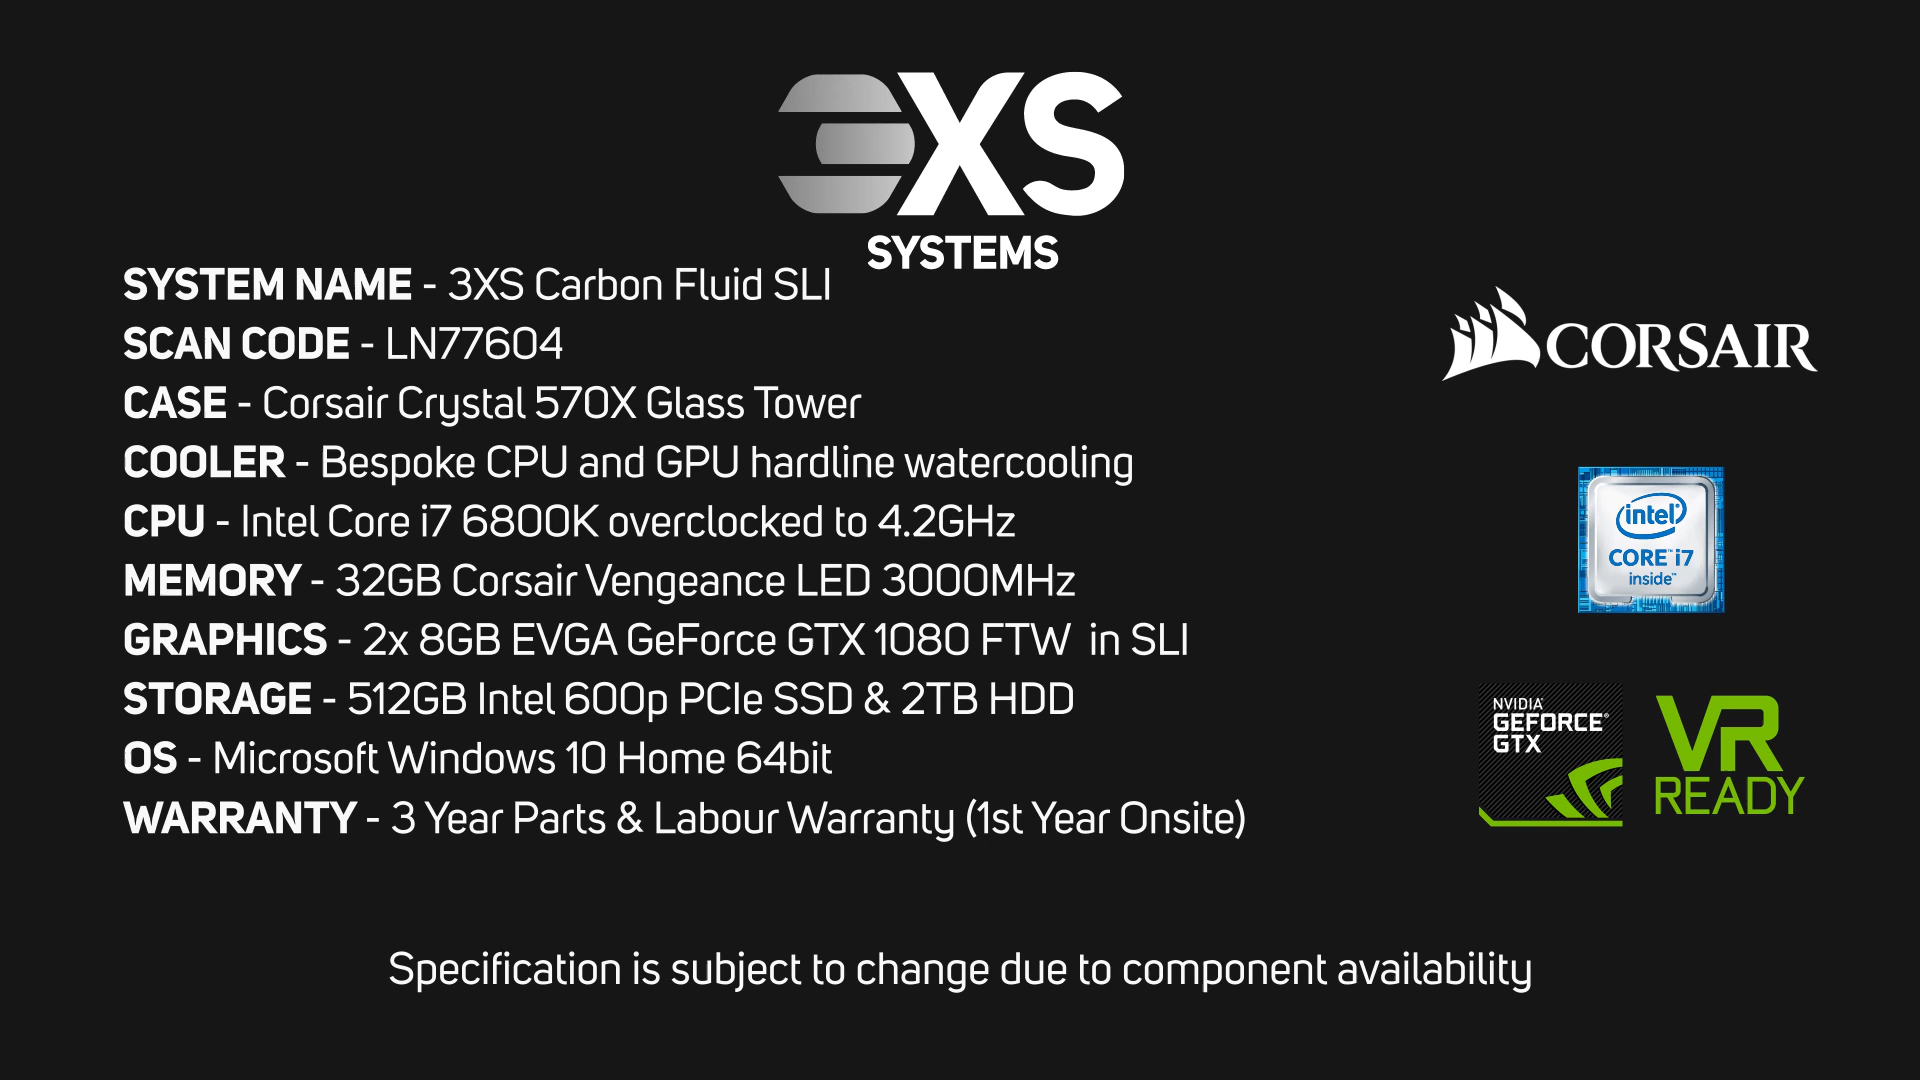 3XS
SYSTEMS
SYSTEM NAME - 3XS Carbon Fluid SLI
SCAN CODE - LN77604
CASE - Corsair Crystal 570X Glass Tower
COOLER - Bespoke CPU and GPU hardline watercooling
CPU - Intel Core i7 6800K overclocked to 4.2GHz
MEMORY - 32GB Corsair Vengeance LED 3000MHz
GRAPHICS - 2x 8GB EVGA GeForce GTX 1080 FTW  in SLI
STORAGE - 512GB Intel 600p PCIe SSD & 2TB HDD
OS - Microsoft Windows 10 Home 64bit
WARRANTY - 3 Year Parts & Labour Warranty (1st Year Onsite)
CORSAIR
intel®
CORE™ i7
inside™
NVIDIA®
GEFORCE®
GTX
VR
READY
Specification is subject to change due to component availability